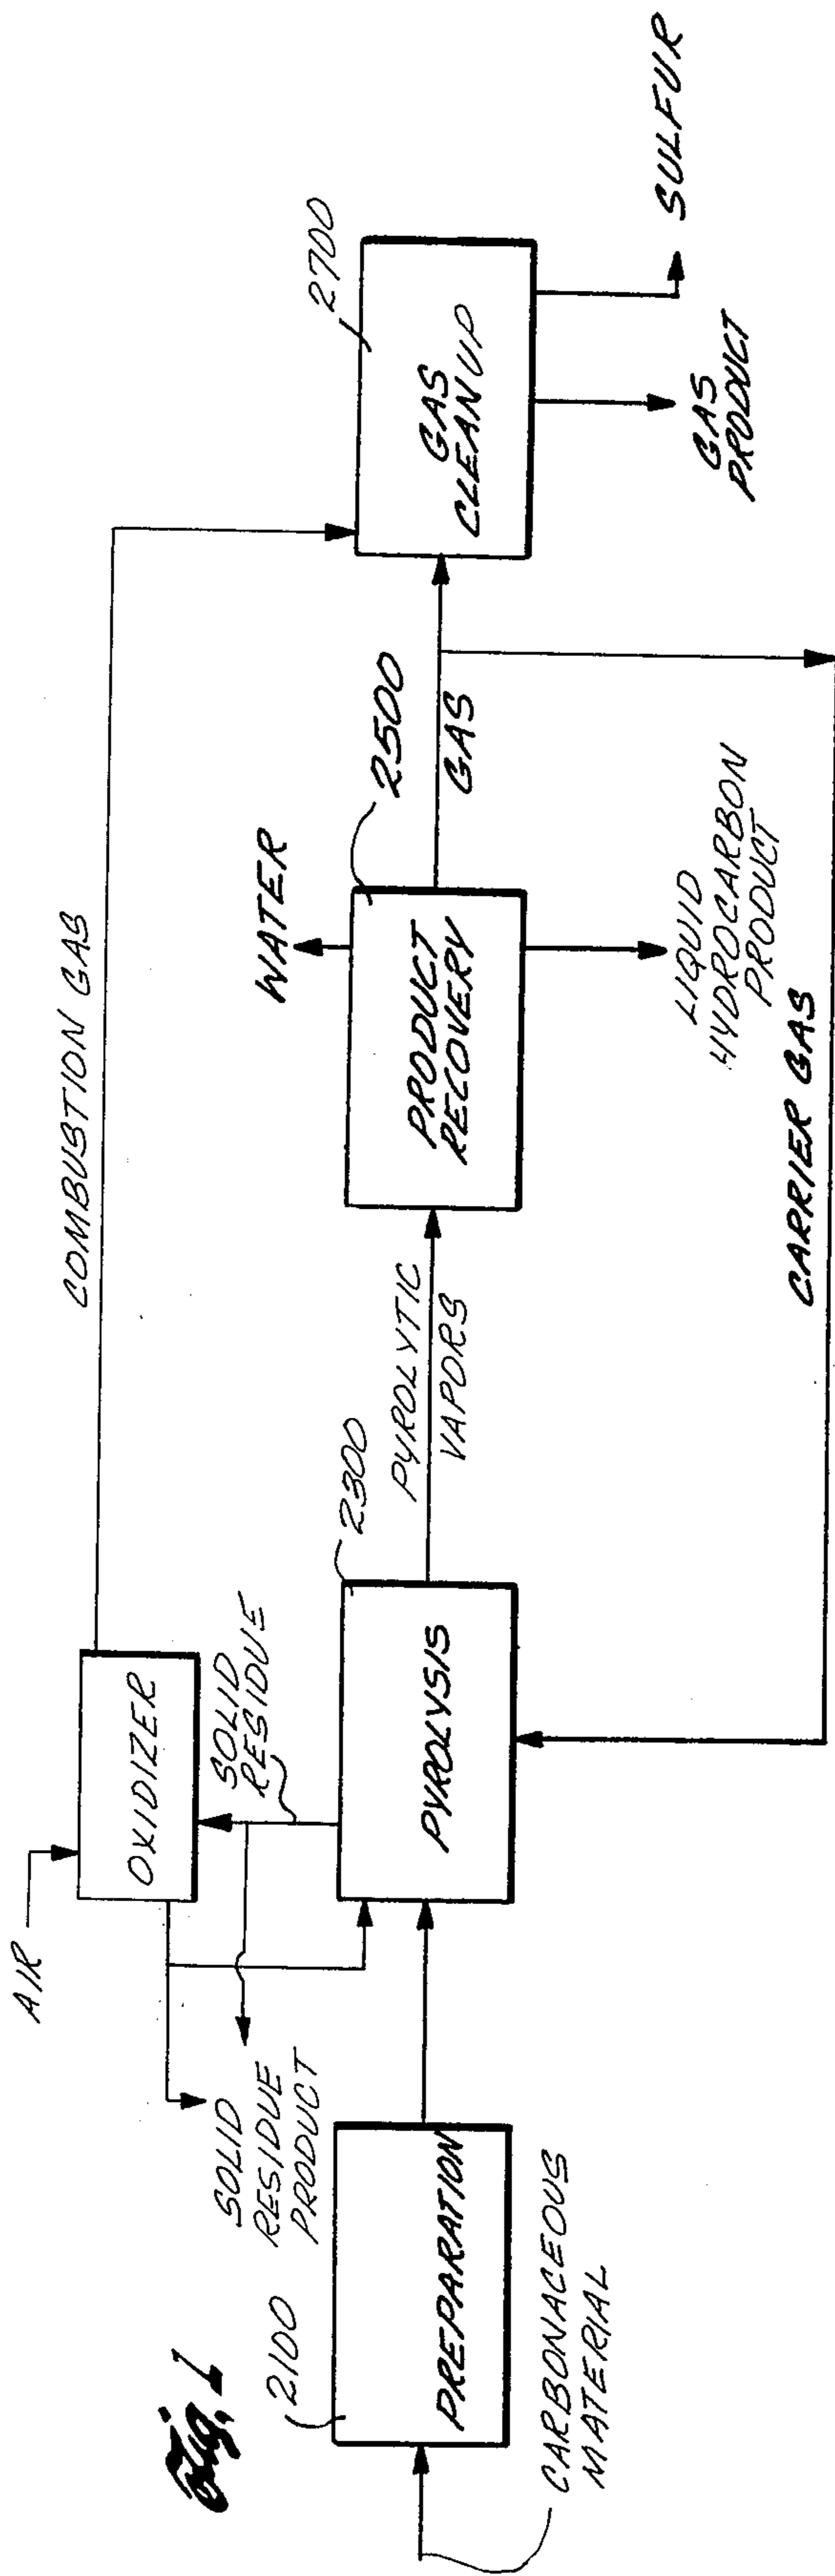 Fig. 1
AIR
OXIDIZER
COMBUSTION GAS
SOLID
RESIDUE
SOLID
RESIDUE
PRODUCT
2100
PREPARATION
CARBONACEOUS
MATERIAL
2300
PYROLYSIS
PYROLYTIC
VAPORS
WATER
2500
PRODUCT
RECOVERY
LIQUID
HYDROCARBON
PRODUCT
GAS
CARRIER GAS
2700
GAS
CLEANUP
GAS
PRODUCT
SULFUR